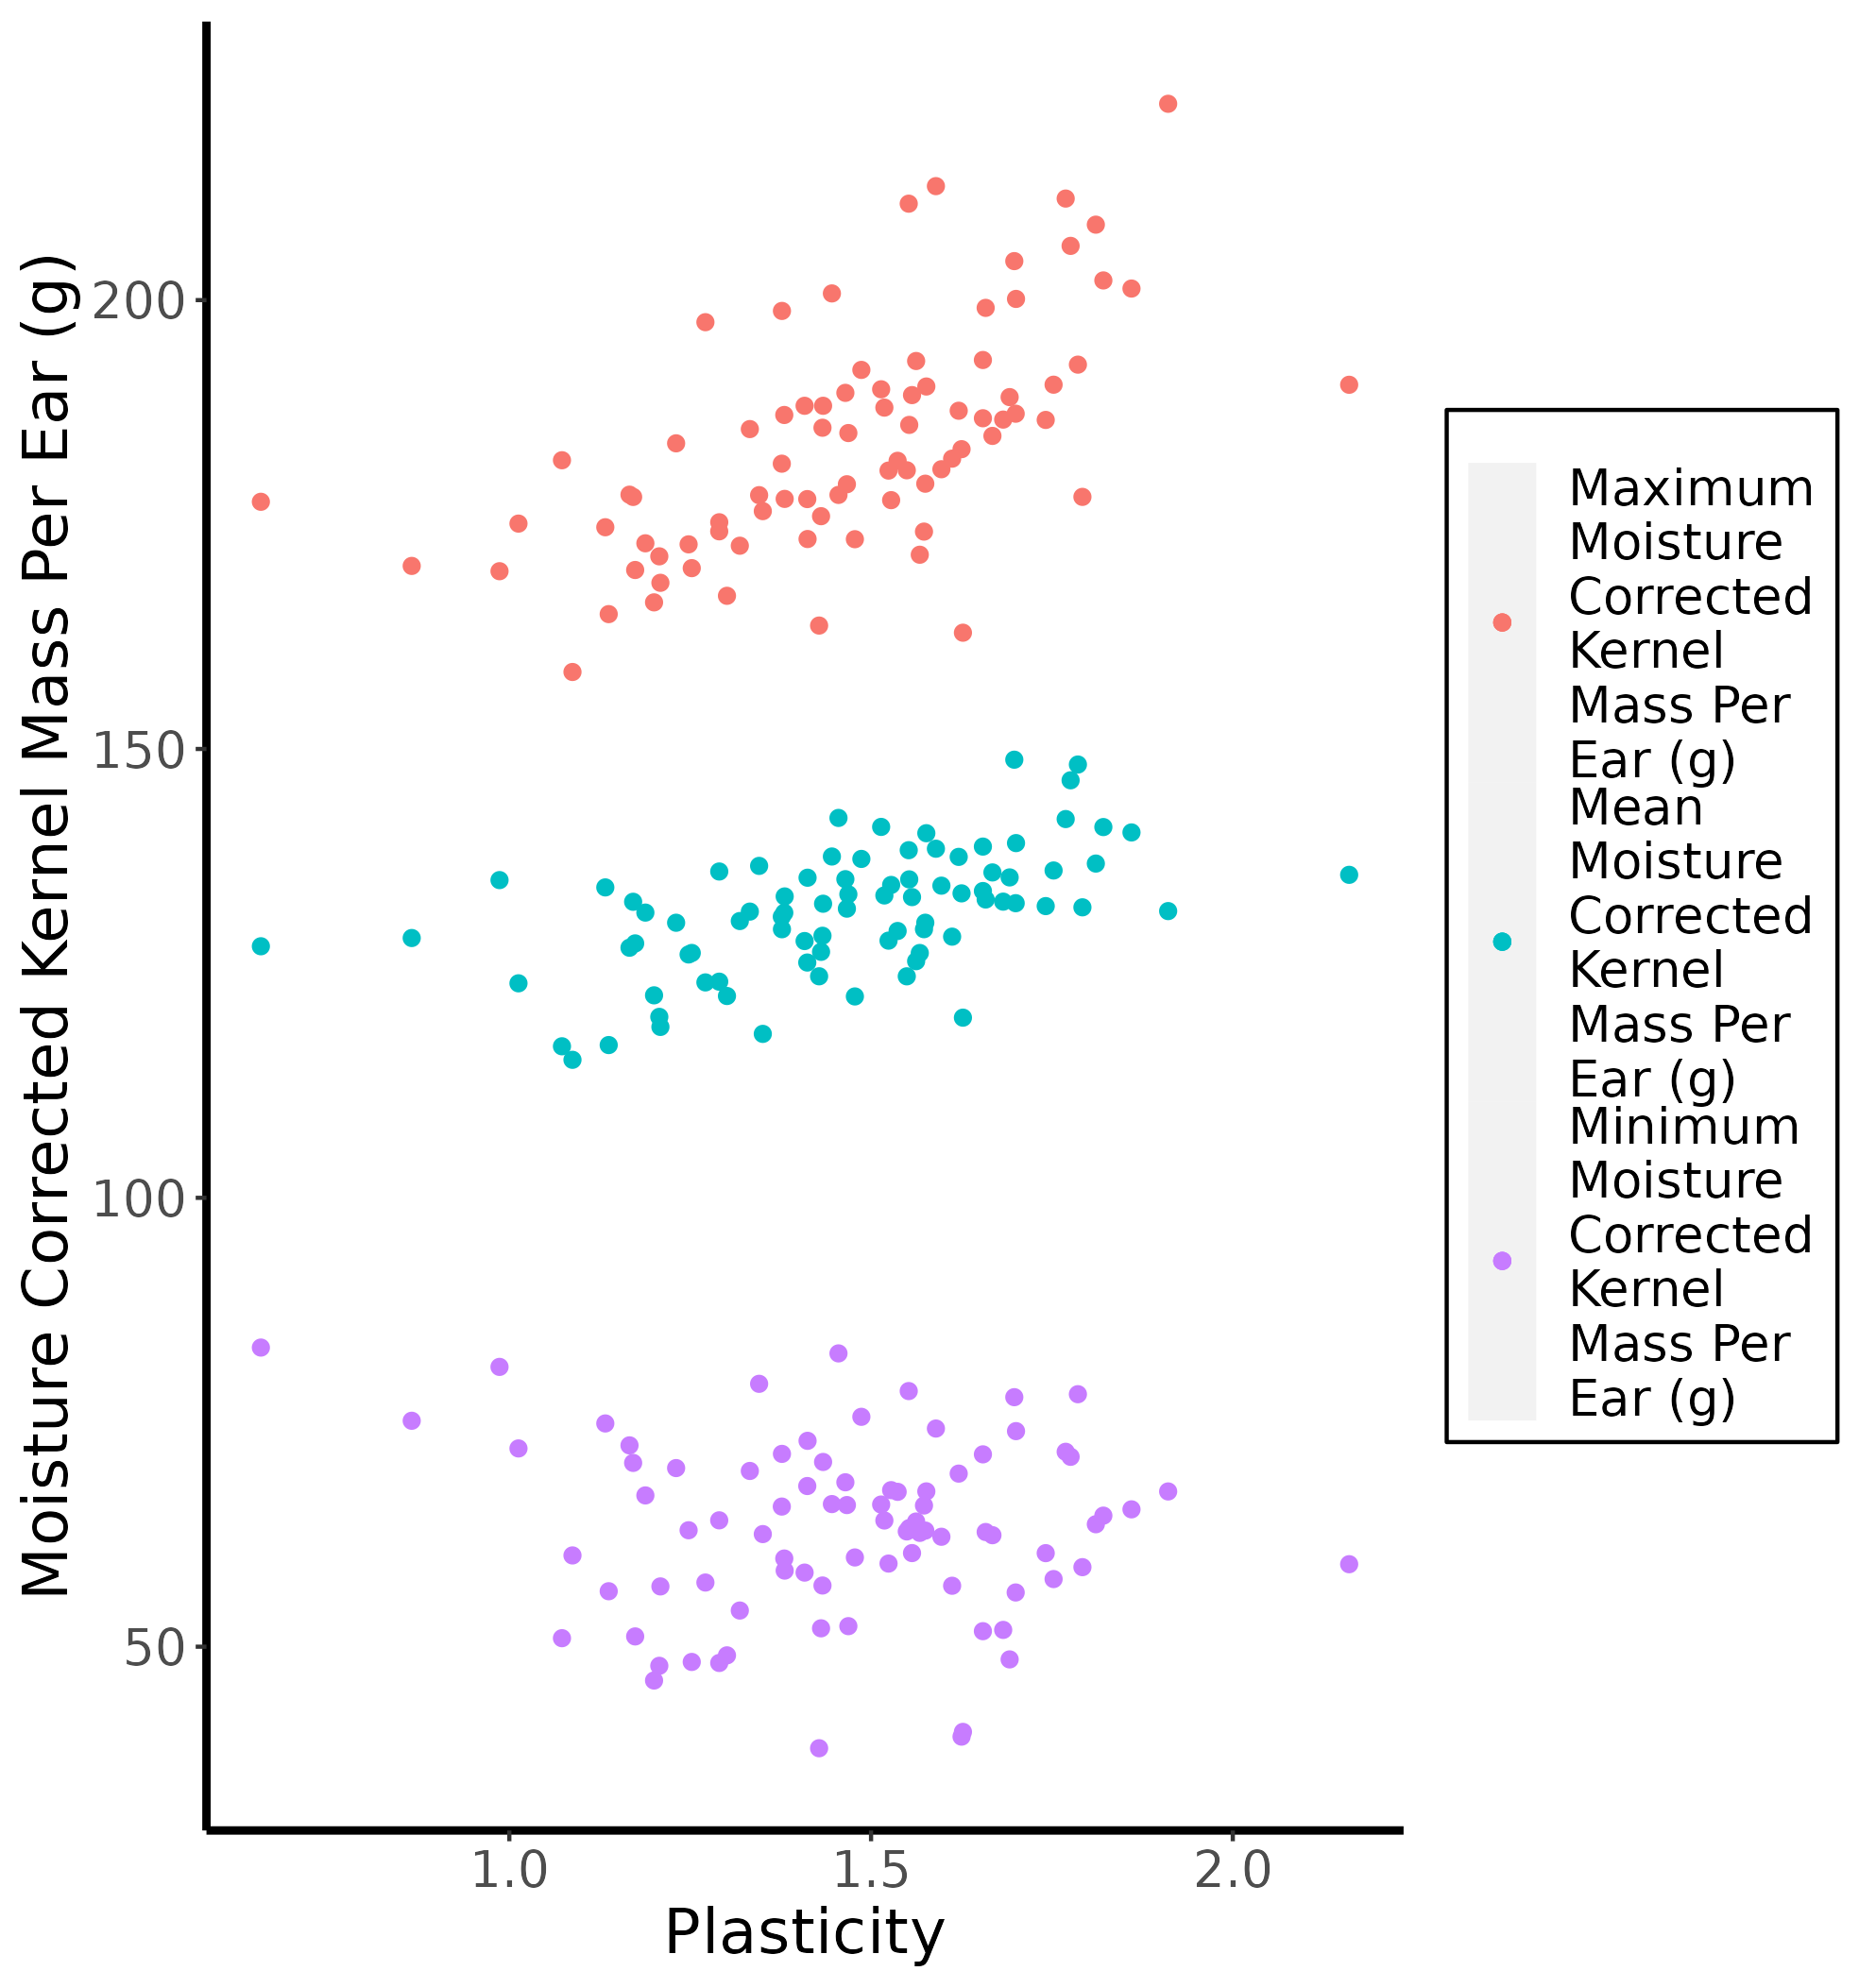 Moisture Corrected Kernel Mass Per Ear (g)
200
150
100
50
1.0
1.5
2.0
Plasticity
Maximum
Moisture
Corrected
Kernel
Mass Per
Ear (g)
Mean
Moisture
Corrected
Kernel
Mass Per
Ear (g)
Minimum
Moisture
Corrected
Kernel
Mass Per
Ear (g)